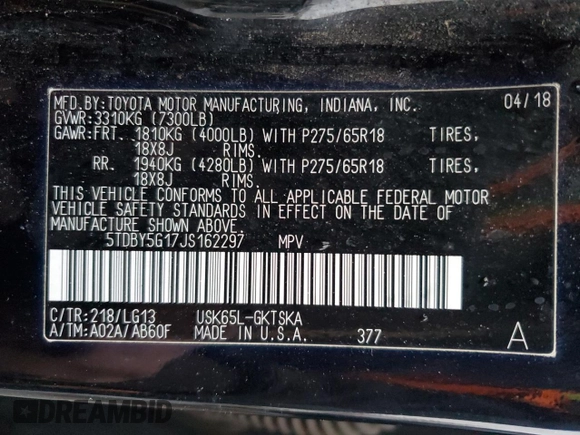 MFD.BY:TOYOTA MOTOR MANUFACTURING, INDIANA, INC. 04/18
GVWR:3310KG (7300LB)
GAWR:FRT. 1810KG (4000LB) WITH P275/65R18 TIRES,
18X8J RIMS.
RR. 1940KG (4280LB) WITH P275/65R18 TIRES,
18X8J RIMS.
THIS VEHICLE CONFORMS TO ALL APPLICABLE FEDERAL MOTOR
VEHICLE SAFETY STANDARDS IN EFFECT ON THE DATE OF
MANUFACTURE SHOWN ABOVE.
5TDBY5G17JS162297 MPV
C/TR:218/LG13 USK65L-GKTSKA
A/TM:A02A/AB60F MADE IN U.S.A. 377 A
DREAMBID